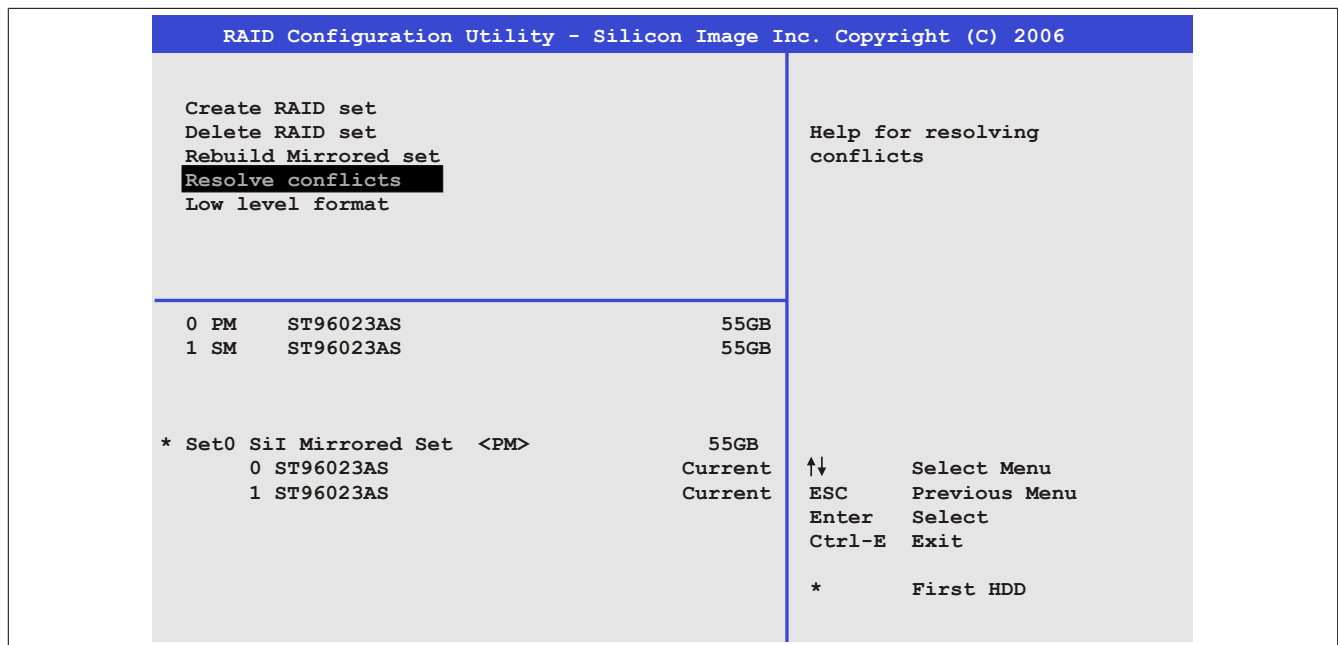 RAID Configuration Utility - Silicon Image Inc. Copyright (C) 2006
Create RAID set
Delete RAID set
Rebuild Mirrored set
Resolve conflicts
Low level format
Help for resolving
conflicts
0 PM ST96023AS 55GB
1 SM ST96023AS 55GB
* Set0 SiI Mirrored Set <PM> 55GB
0 ST96023AS Current
1 ST96023AS Current
↑↓ Select Menu
ESC Previous Menu
Enter Select
Ctrl-E Exit
* First HDD